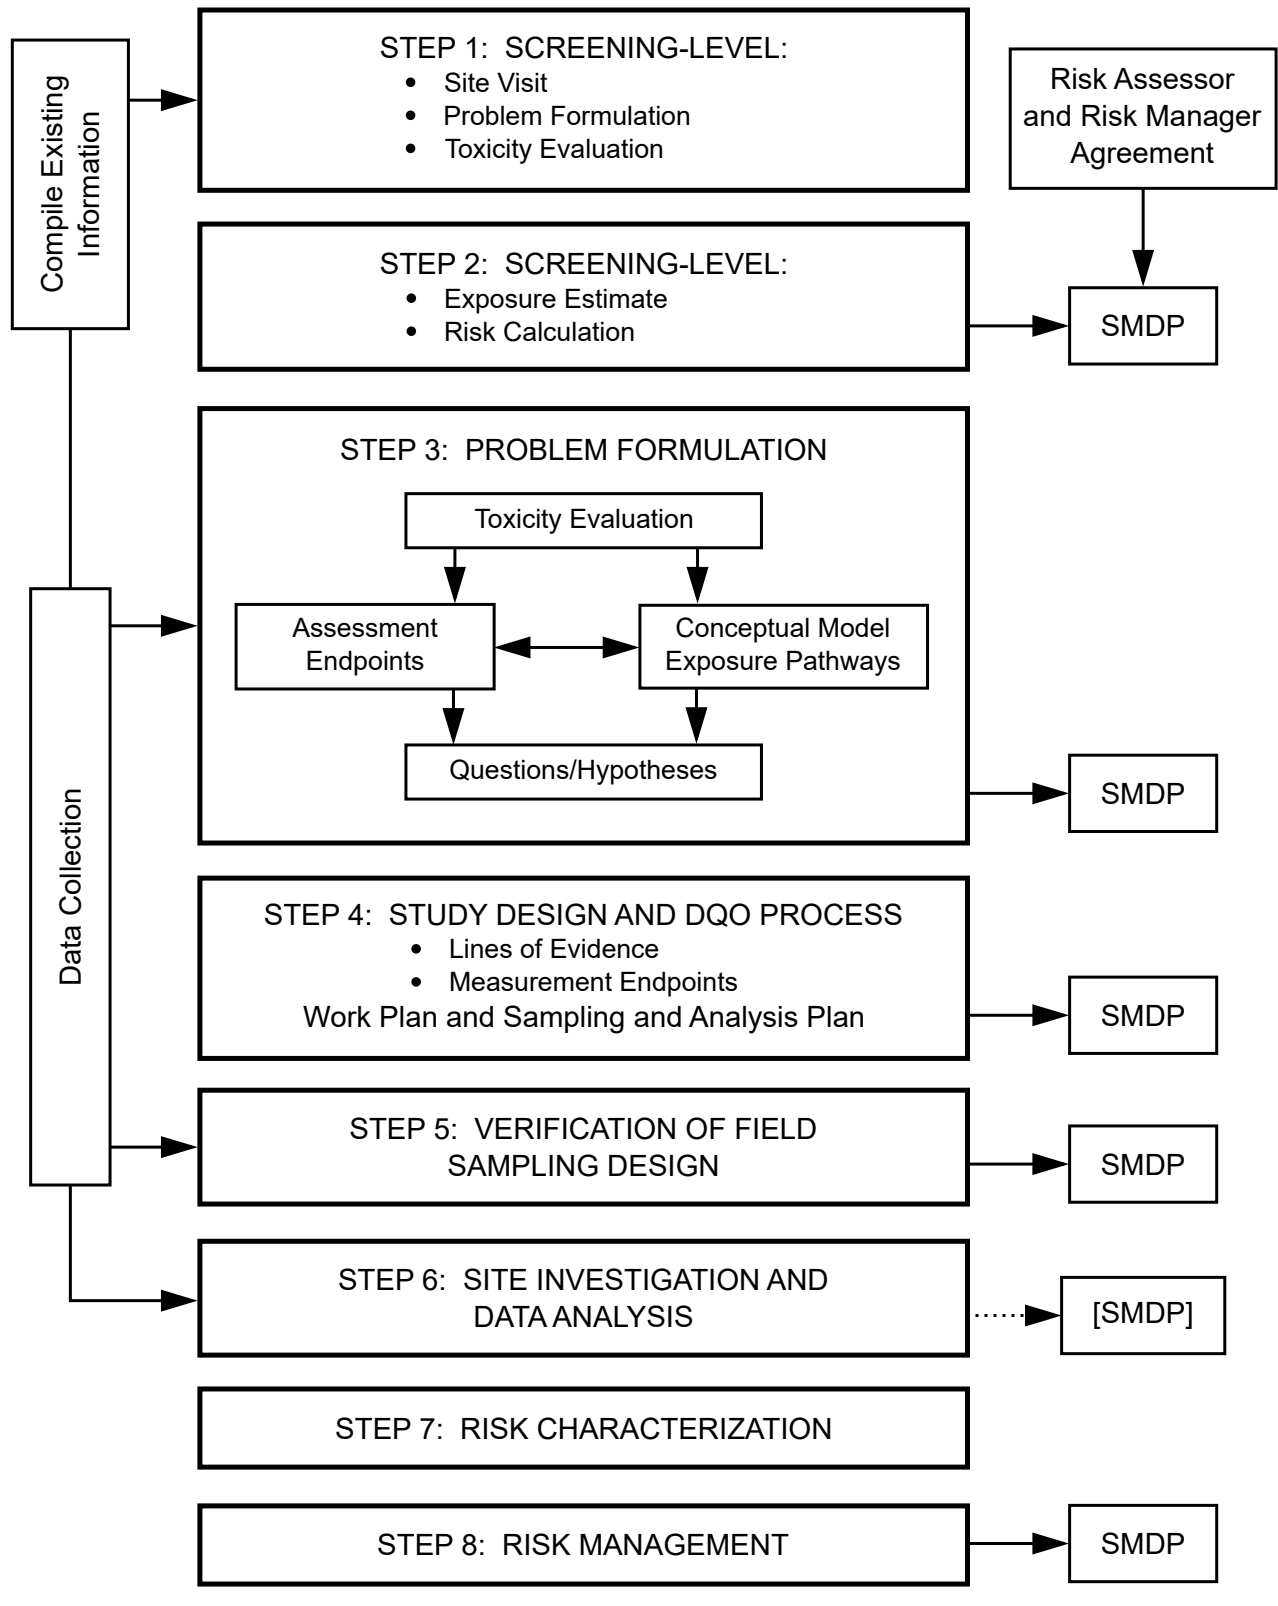 Compile Existing
Information
STEP 1: SCREENING-LEVEL:
• Site Visit
• Problem Formulation
• Toxicity Evaluation
Risk Assessor
and Risk Manager
Agreement
STEP 2: SCREENING-LEVEL:
• Exposure Estimate
• Risk Calculation
SMDP
Data Collection
STEP 3: PROBLEM FORMULATION
Toxicity Evaluation
Assessment
Endpoints
Conceptual Model
Exposure Pathways
Questions/Hypotheses
SMDP
STEP 4: STUDY DESIGN AND DQO PROCESS
• Lines of Evidence
• Measurement Endpoints
Work Plan and Sampling and Analysis Plan
SMDP
STEP 5: VERIFICATION OF FIELD
SAMPLING DESIGN
SMDP
STEP 6: SITE INVESTIGATION AND
DATA ANALYSIS
[SMDP]
STEP 7: RISK CHARACTERIZATION
STEP 8: RISK MANAGEMENT
SMDP